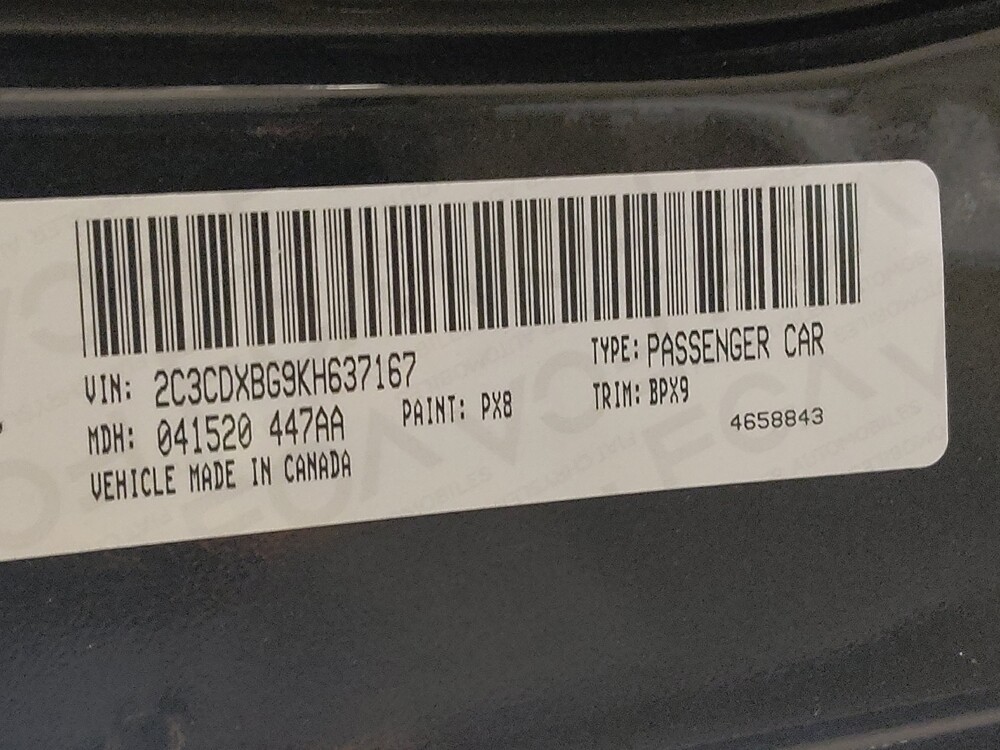 VIN: 2C3CDXBG9KH637167
TYPE: PASSENGER CAR
MDH: 041520 447AA
PAINT: PX8
TRIM: BPX9
4658843
VEHICLE MADE IN CANADA